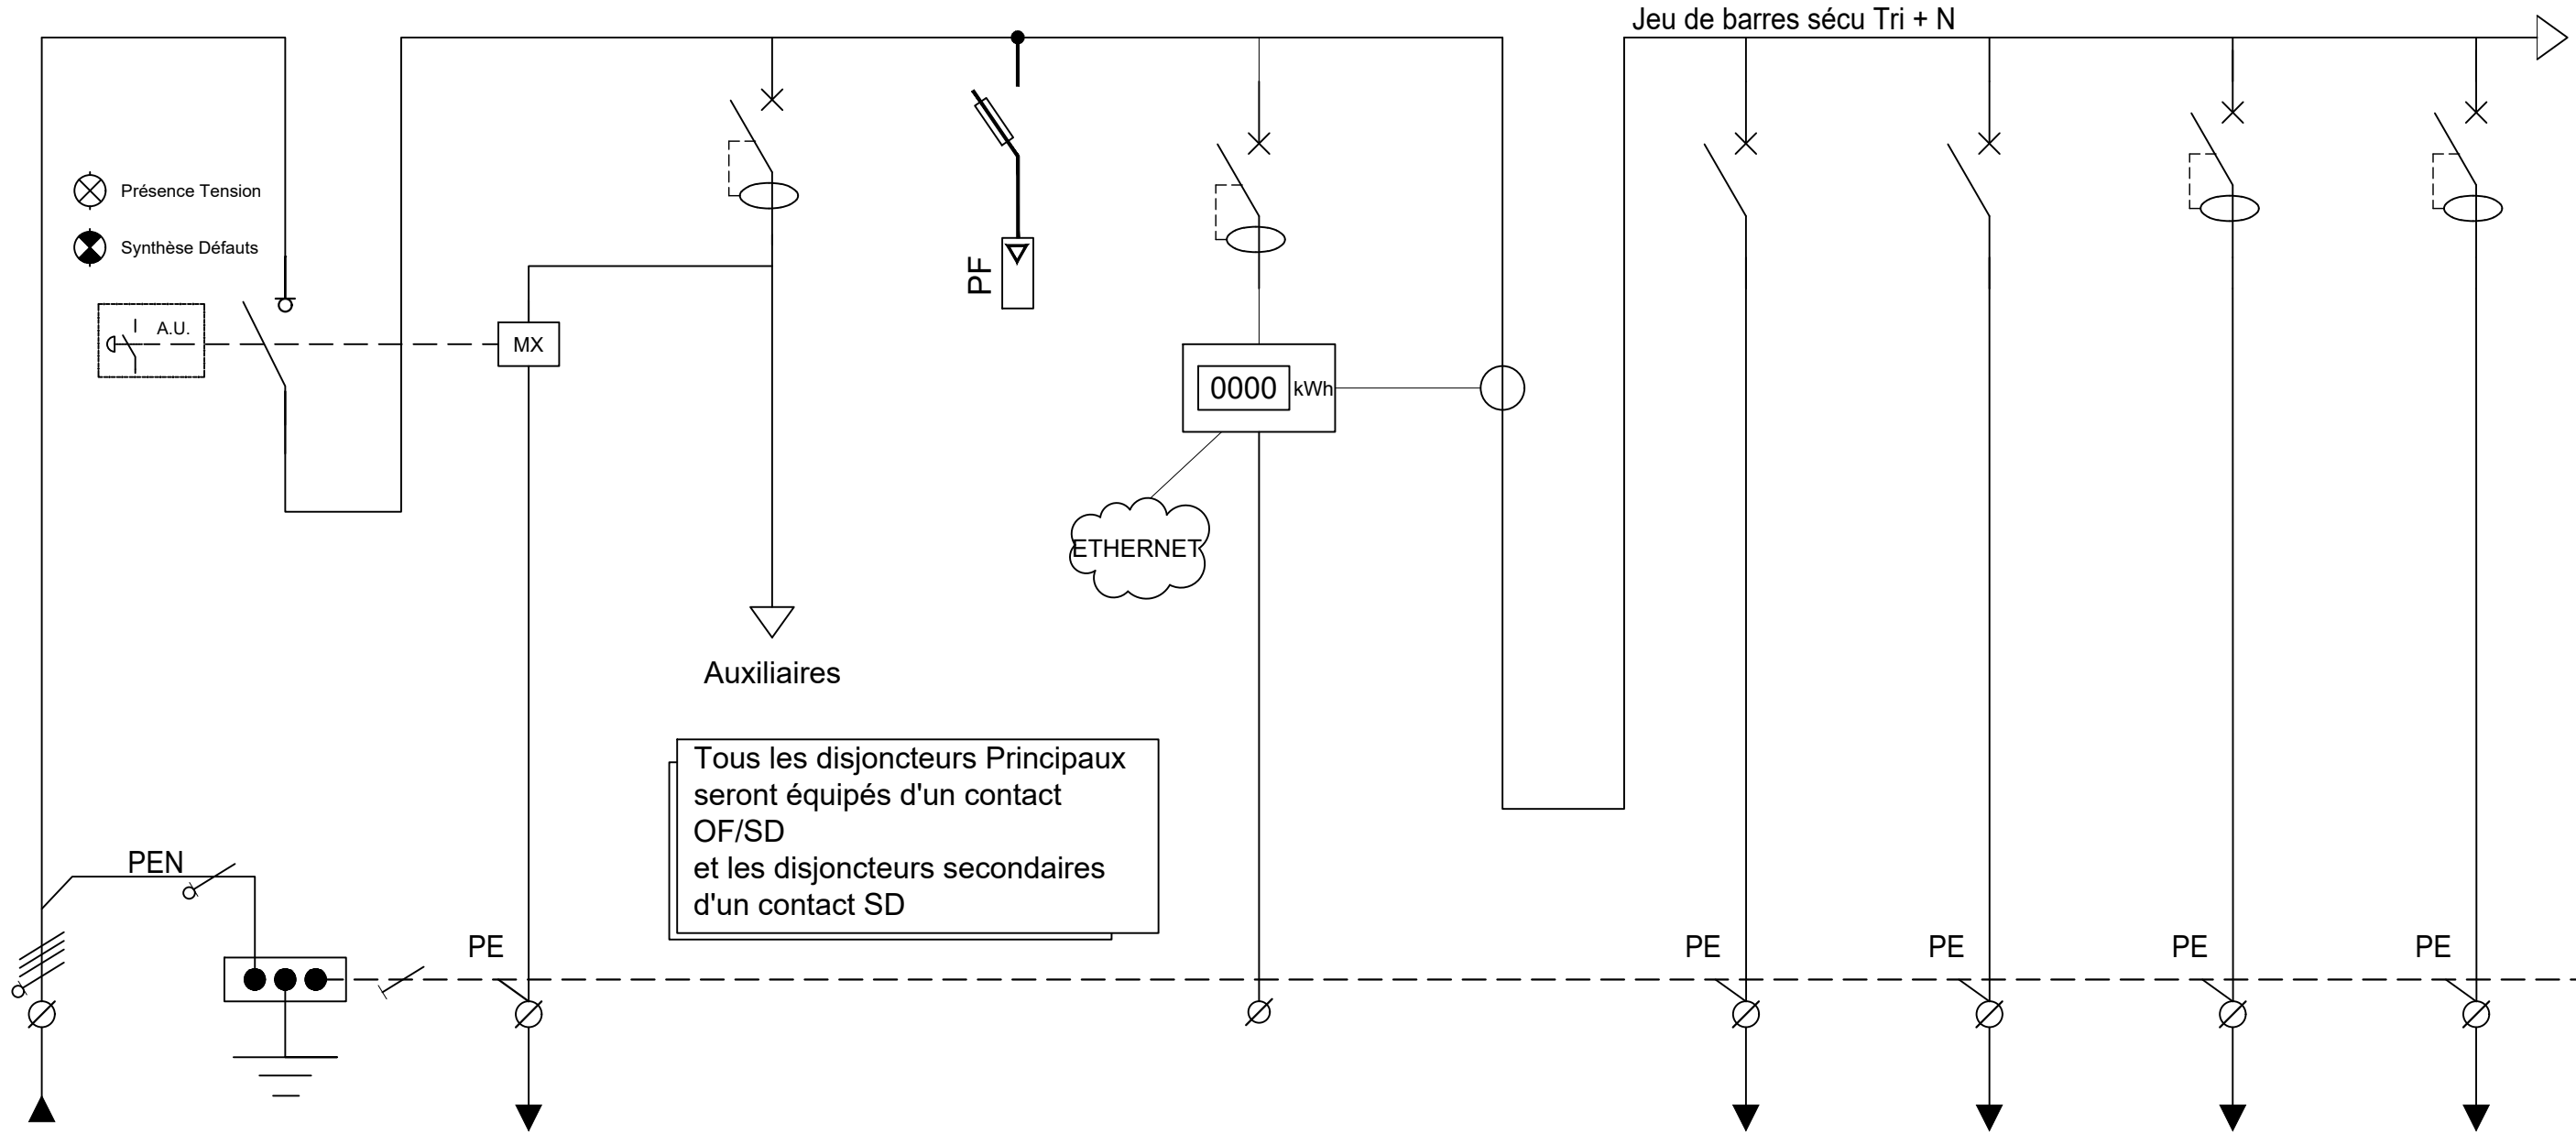 Jeu de barres sécu Tri + N
Présence Tension
Synthèse Défauts
A.U.
MX
PF
0000 kWh
ETHERNET
Auxiliaires
Tous les disjoncteurs Principaux
seront équipés d'un contact
OF/SD
et les disjoncteurs secondaires
d'un contact SD
PEN
PE
PE
PE
PE
PE